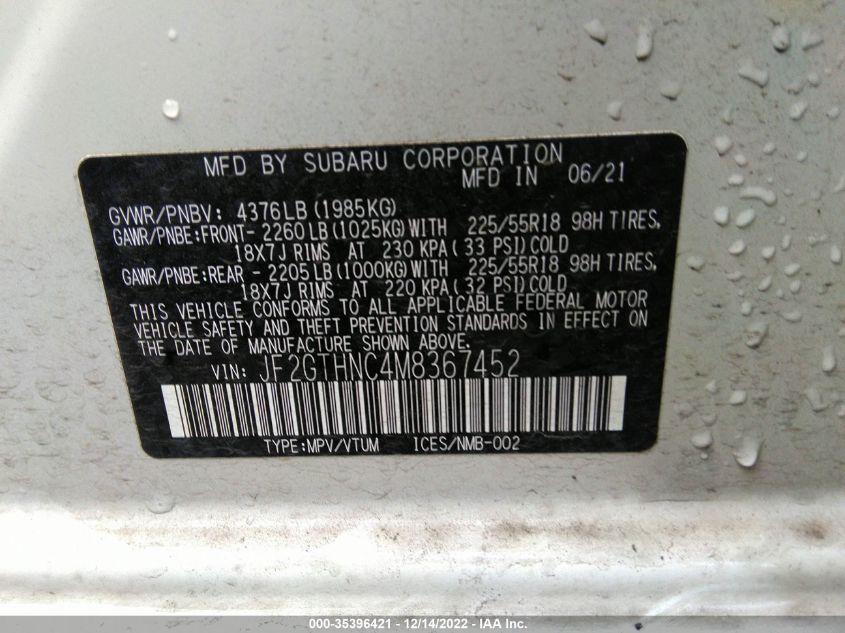 MFD BY SUBARU CORPORATION
MFD IN 06/21
GVWR/PNBV: 4376LB(1985KG)
GAWR/PNBE:FRONT- 2260LB(1025KG)WITH 225/55R18 98H TIRES,
18X7J RIMS AT 230 KPA(33 PSI)COLD
GAWR/PNBE:REAR - 2205LB(1000KG)WITH 225/55R18 98H TIRES,
18X7J RIMS AT 220 KPA(32 PSI)COLD
THIS VEHICLE CONFORMS TO ALL APPLICABLE FEDERAL MOTOR
VEHICLE SAFETY AND THEFT PREVENTION STANDARDS IN EFFECT ON
THE DATE OF MANUFACTURE SHOWN ABOVE.
VIN: JF2GTHNC4M8367452
TYPE:MPV/VTUM ICES/NMB-002
000-35396421 - 12/14/2022 - IAA Inc.